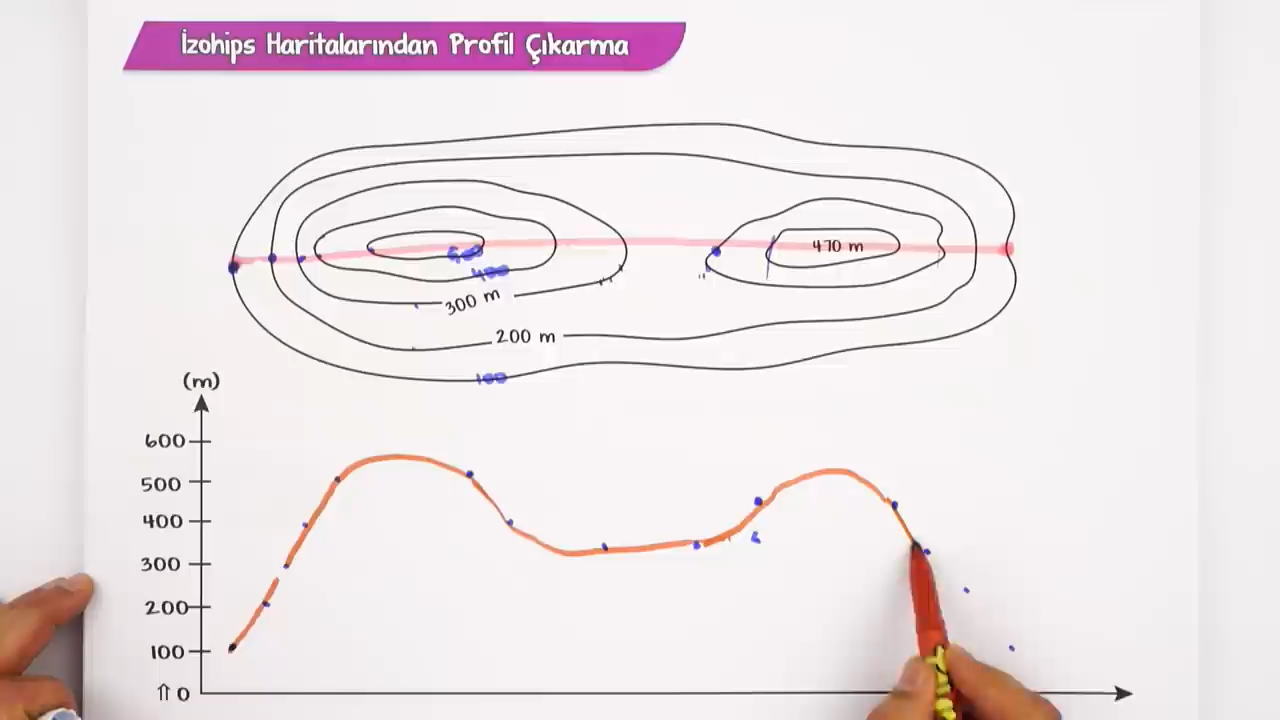 İzohips Haritalarından Profil Çıkarma
470 m
400
300 m
200 m
100
(m)
600
500
400
300
200
100
⇑ 0